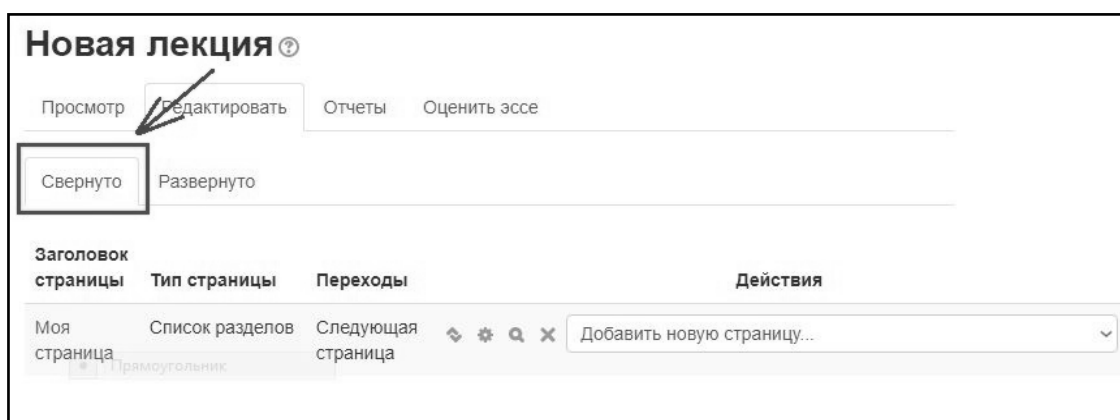 Новая лекция
Просмотр Редактировать Отчеты Оценить эссе
Свернуто Развернуто
Заголовок
страницы Тип страницы Переходы Действия
Моя Список разделов Следующая Добавить новую страницу...
страница страница
Прямоугольник